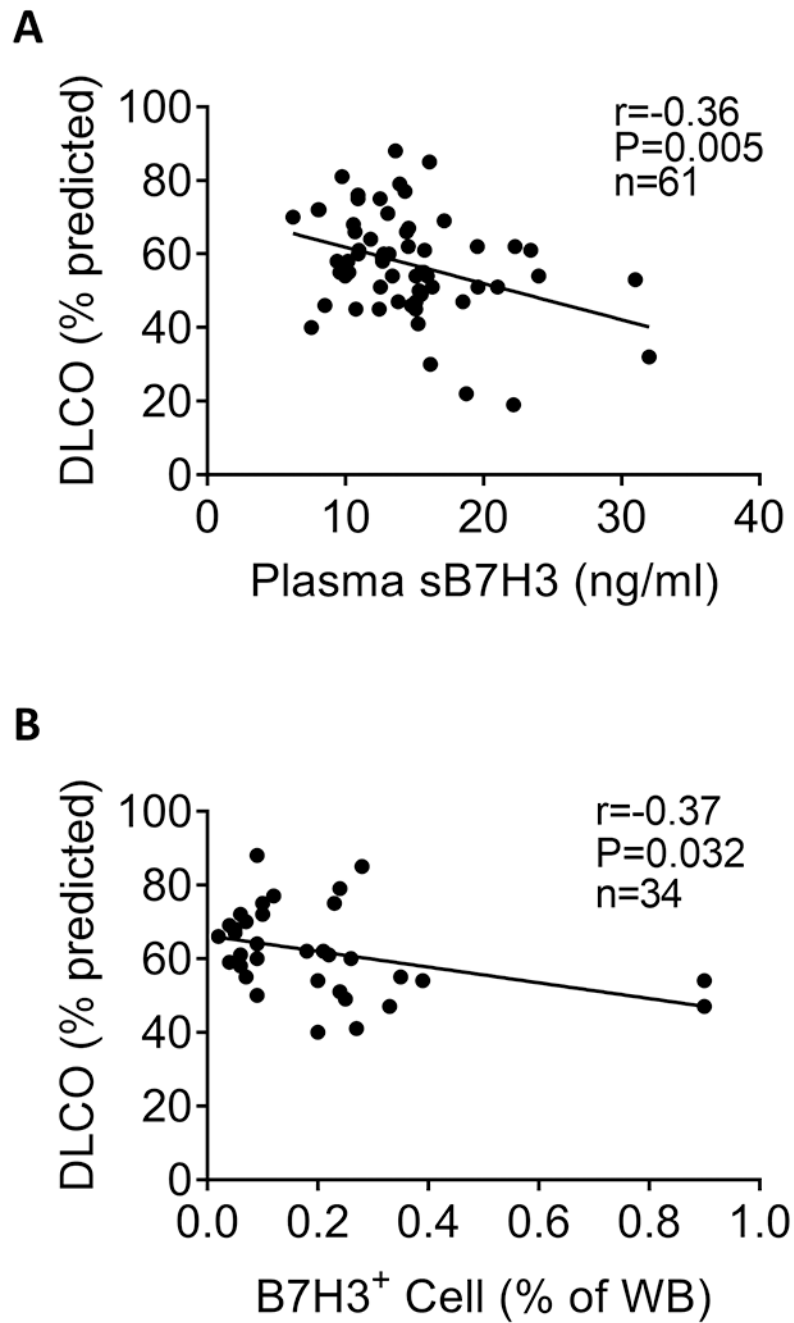 A
DLCO (% predicted)
100
80
60
40
20
0
r=-0.36
P=0.005
n=61
0 10 20 30 40
Plasma sB7H3 (ng/ml)
B
DLCO (% predicted)
100
80
60
40
20
0
r=-0.37
P=0.032
n=34
0.0 0.2 0.4 0.6 0.8 1.0
B7H3⁺ Cell (% of WB)